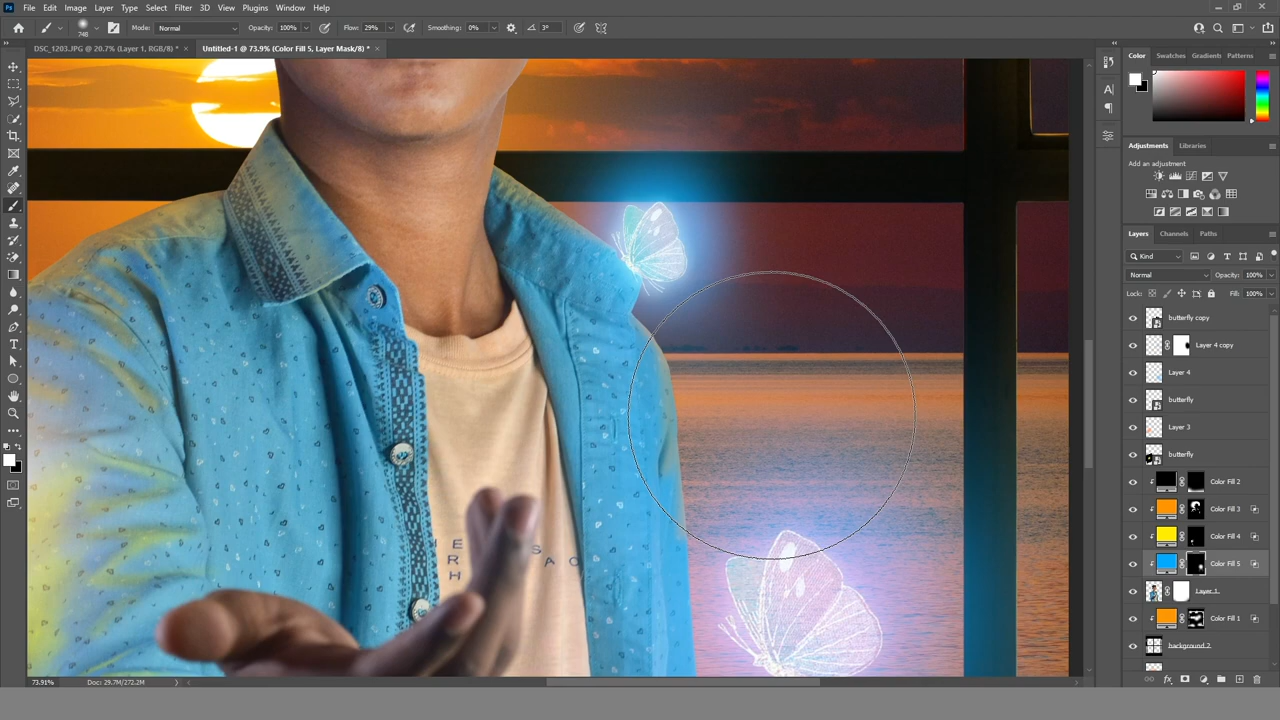 Ps File Edit Image Layer Type Select Filter 3D View Plugins Window Help
748 Mode: Normal Opacity: 100% Flow: 29% Smoothing: 0% 3°
DSC_1203.JPG @ 20.7% (Layer 1, RGB/8) * × Untitled-1 @ 73.9% (Color Fill 5, Layer Mask/8) * ×
Color Swatches Gradients Patterns
Adjustments Libraries
Add an adjustment
Layers Channels Paths
Kind
Normal Opacity: 100%
Lock: Fill: 100%
butterfly copy
Layer 4 copy
Layer 4
butterfly
Layer 3
butterfly
Color Fill 2
Color Fill 3
Color Fill 4
Color Fill 5
Layer 1
Color Fill 1
background 2
73.91% Doc: 29.7M/272.2M